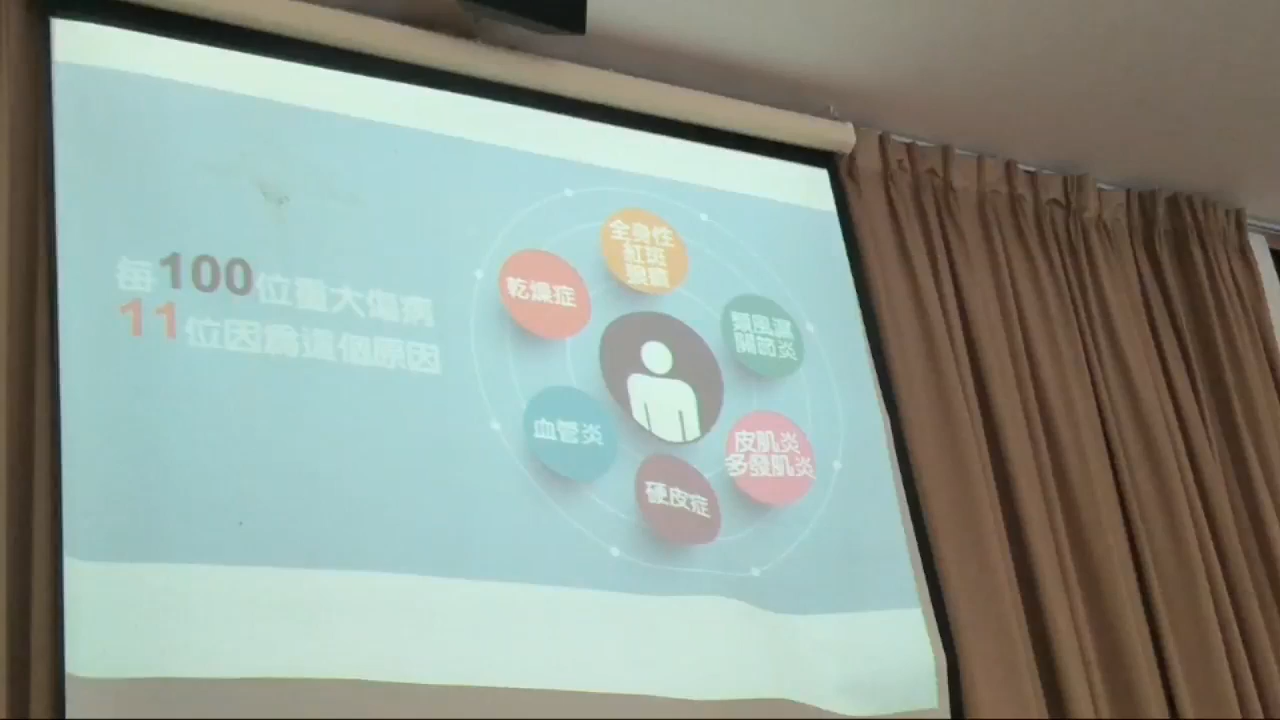 每100位重大傷病
11位因為這個原因
全身性
紅斑
狼瘡
乾燥症
類風濕
關節炎
血管炎
皮肌炎
多發肌炎
硬皮症